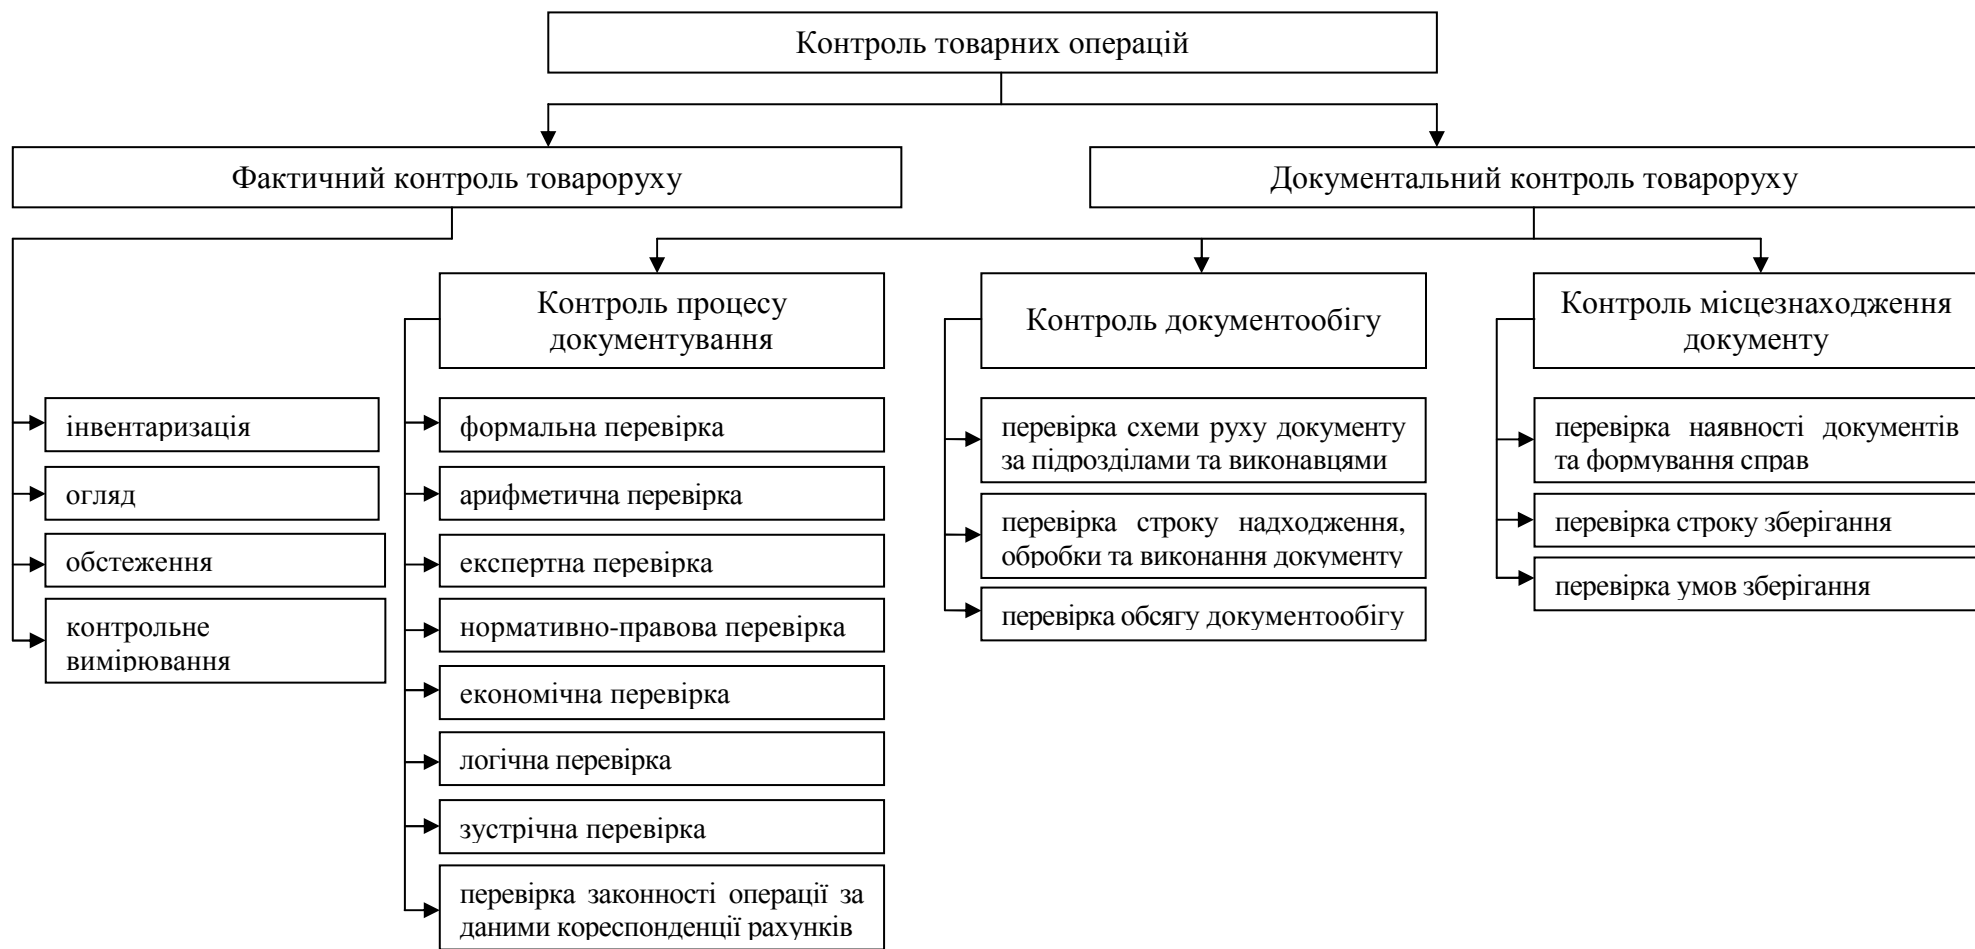 Контроль товарних операцій
Фактичний контроль товароруху
Документальний контроль товароруху
Контроль процесу
документування
Контроль документообігу
Контроль місцезнаходження
документу
інвентаризація
огляд
обстеження
контрольне
вимірювання
формальна перевірка
арифметична перевірка
експертна перевірка
нормативно-правова перевірка
економічна перевірка
логічна перевірка
зустрічна перевірка
перевірка законності операції за
даними кореспонденції рахунків
перевірка схеми руху документу
за підрозділами та виконавцями
перевірка строку надходження,
обробки та виконання документу
перевірка обсягу документообігу
перевірка наявності документів
та формування справ
перевірка строку зберігання
перевірка умов зберігання